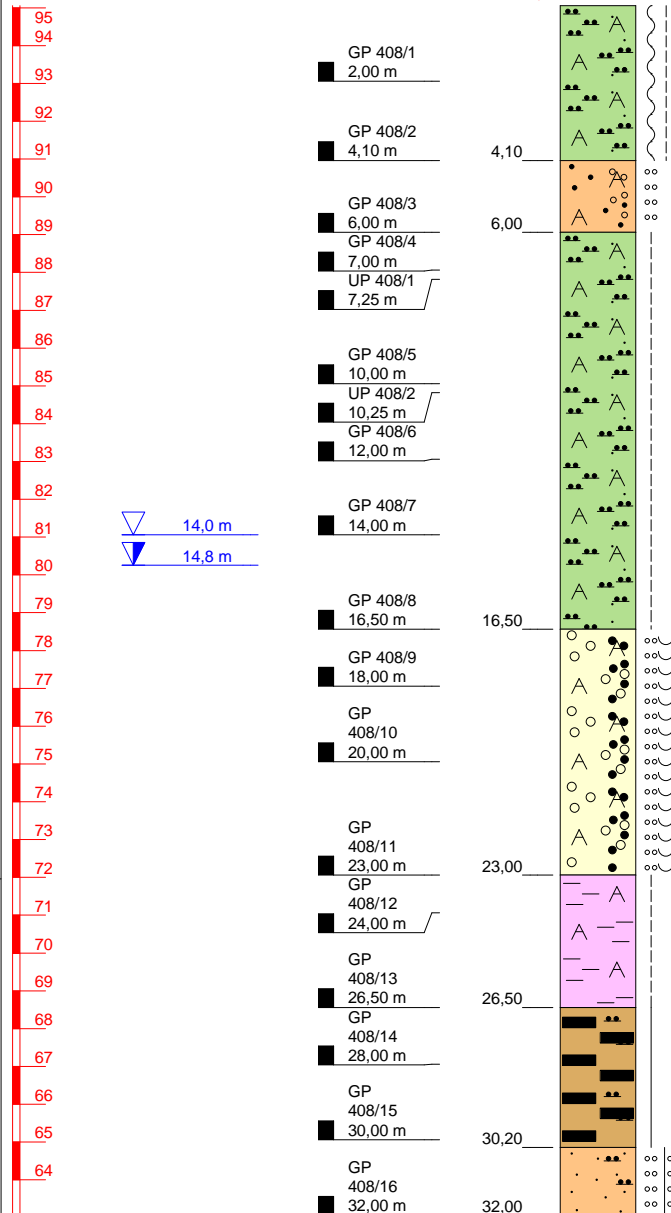 95
94
GP 408/1
93
2,00 m
92
GP 408/2
91
4,10 m
4,10
90
GP 408/3
89
6,00 m
6,00
GP 408/4
88
7,00 m
UP 408/1
87
7,25 m
86
GP 408/5
85
10,00 m
UP 408/2
84
10,25 m
GP 408/6
83
12,00 m
82
GP 408/7
81
14,0 m
14,00 m
80
14,8 m
79
GP 408/8
16,50 m
16,50
78
GP 408/9
77
18,00 m
76
GP
408/10
75
20,00 m
74
73
GP
408/11
72
23,00 m
23,00
GP
71
408/12
24,00 m
70
GP
408/13
69
26,50 m
26,50
68
GP
408/14
67
28,00 m
66
GP
408/15
65
30,00 m
30,20
64
GP
408/16
32,00 m
32,00